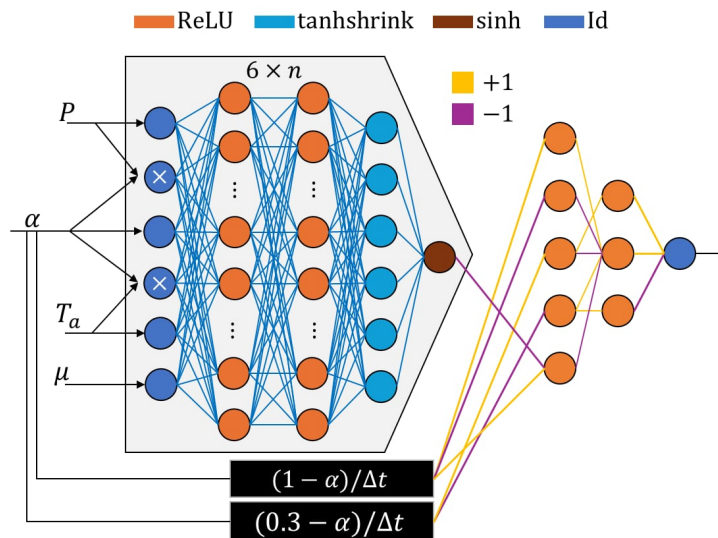 ReLU tanhshrink sinh Id
6 × n
+1
−1
P
×
α
×
T_a
μ
⋮ ⋮
⋮ ⋮
(1 − α)/Δt
(0.3 − α)/Δt